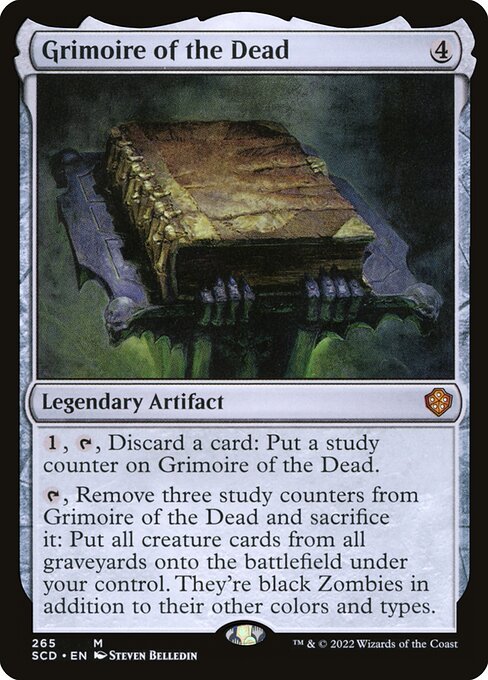 Grimoire of the Dead 4
Legendary Artifact
1, , Discard a card: Put a study
counter on Grimoire of the Dead.
, Remove three study counters from
Grimoire of the Dead and sacrifice
it: Put all creature cards from all
graveyards onto the battlefield under
your control. They're black Zombies in
addition to their other colors and types.
265 M
SCD • EN Steven Belledin
™ & © 2022 Wizards of the Coast